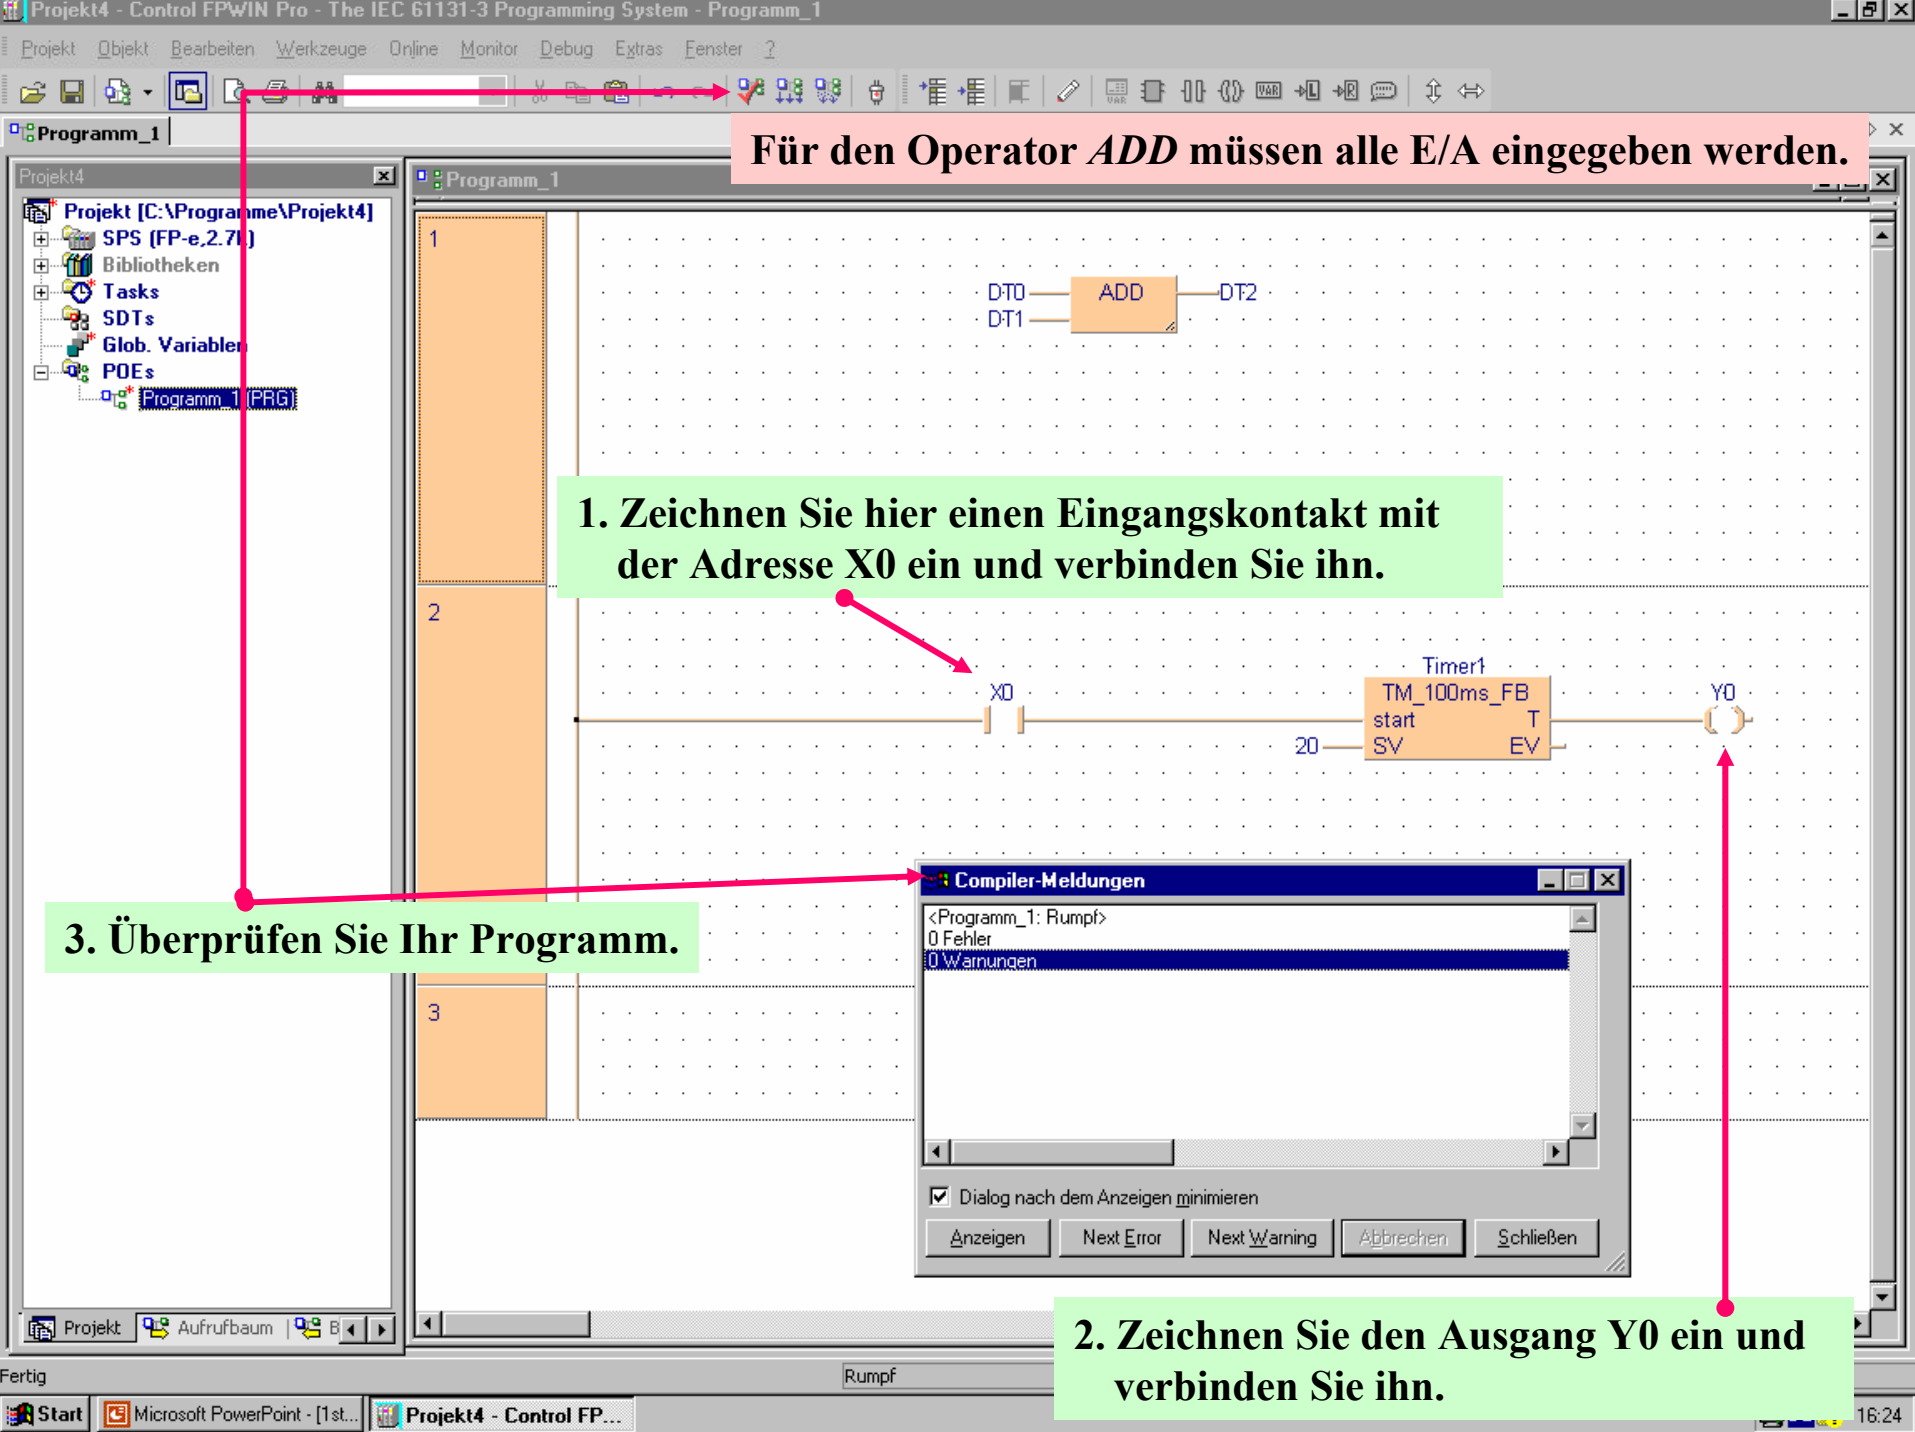 Projekt4 - Control FPWIN Pro - The IEC 61131-3 Programming System - Programm_1
Projekt Objekt Bearbeiten Werkzeuge Online Monitor Debug Extras Fenster ?
VAR VAR L R
Programm_1
Für den Operator ADD müssen alle E/A eingegeben werden.
Projekt4
Programm_1
Projekt [C:\Programme\Projekt4]
SPS (FP-e,2.7k)
Bibliotheken
Tasks
SDTs
Glob. Variablen
POEs
Programm_1 (PRG)
1
DT0 ADD DT2
DT1
1. Zeichnen Sie hier einen Eingangskontakt mit
der Adresse X0 ein und verbinden Sie ihn.
2
Timer1
X0 TM_100ms_FB Y0
start T
20 SV EV
3. Überprüfen Sie Ihr Programm.
Compiler-Meldungen
<Programm_1: Rumpf>
0 Fehler
0 Warnungen
3
Dialog nach dem Anzeigen minimieren
Anzeigen Next Error Next Warning Abbrechen Schließen
Projekt Aufrufbaum B
2. Zeichnen Sie den Ausgang Y0 ein und
verbinden Sie ihn.
Fertig Rumpf
Start Microsoft PowerPoint - [1st... Projekt4 - Control FP... 16:24